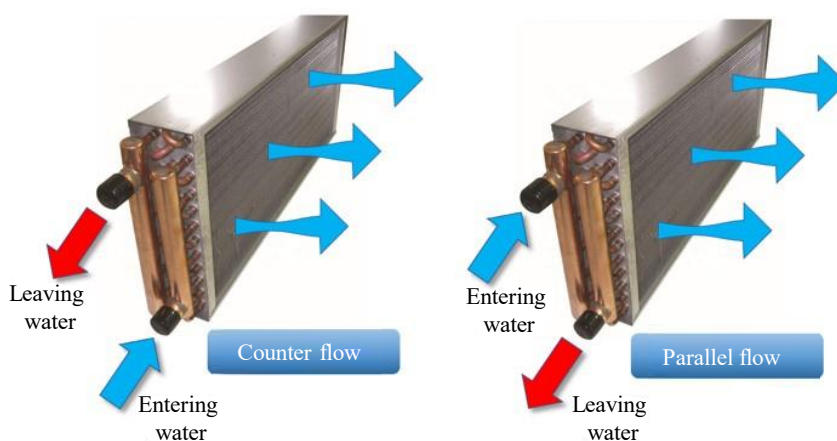 Leaving
water
Counter flow
Entering
water
Entering
water
Parallel flow
Leaving
water